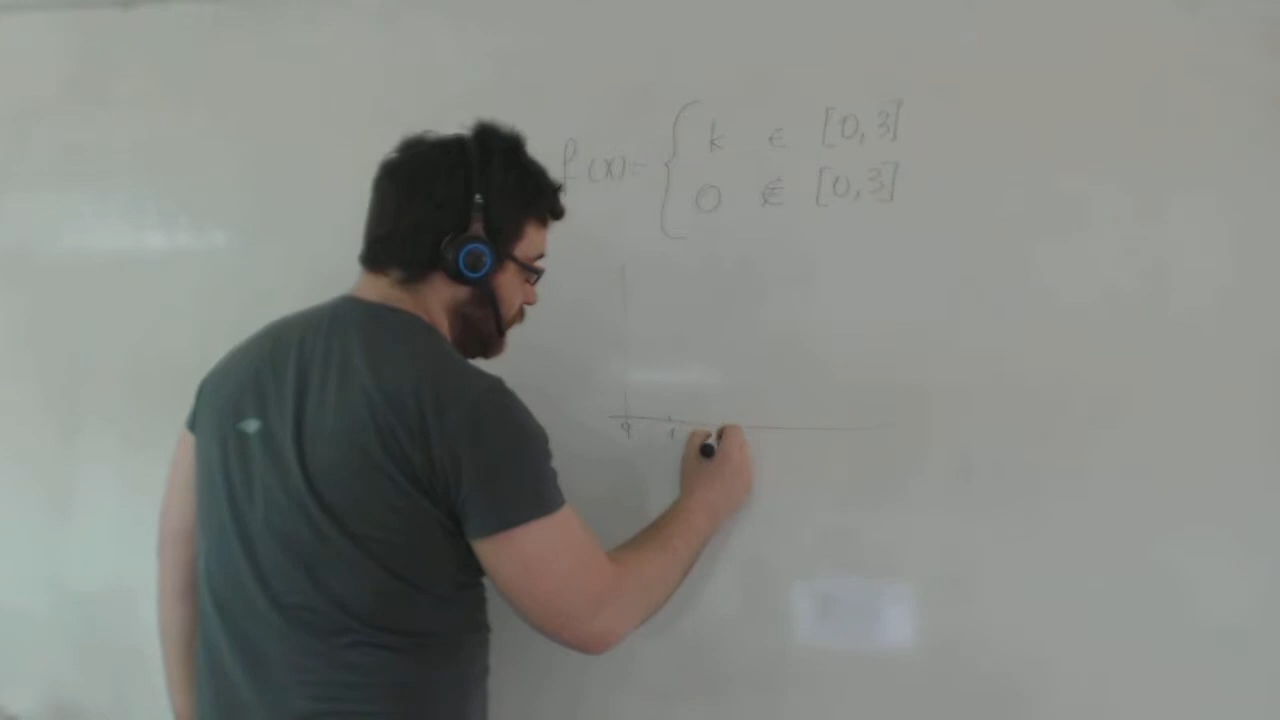 f(x)= { k ∈ [0,3]
0 ∉ [0,3]
0 1